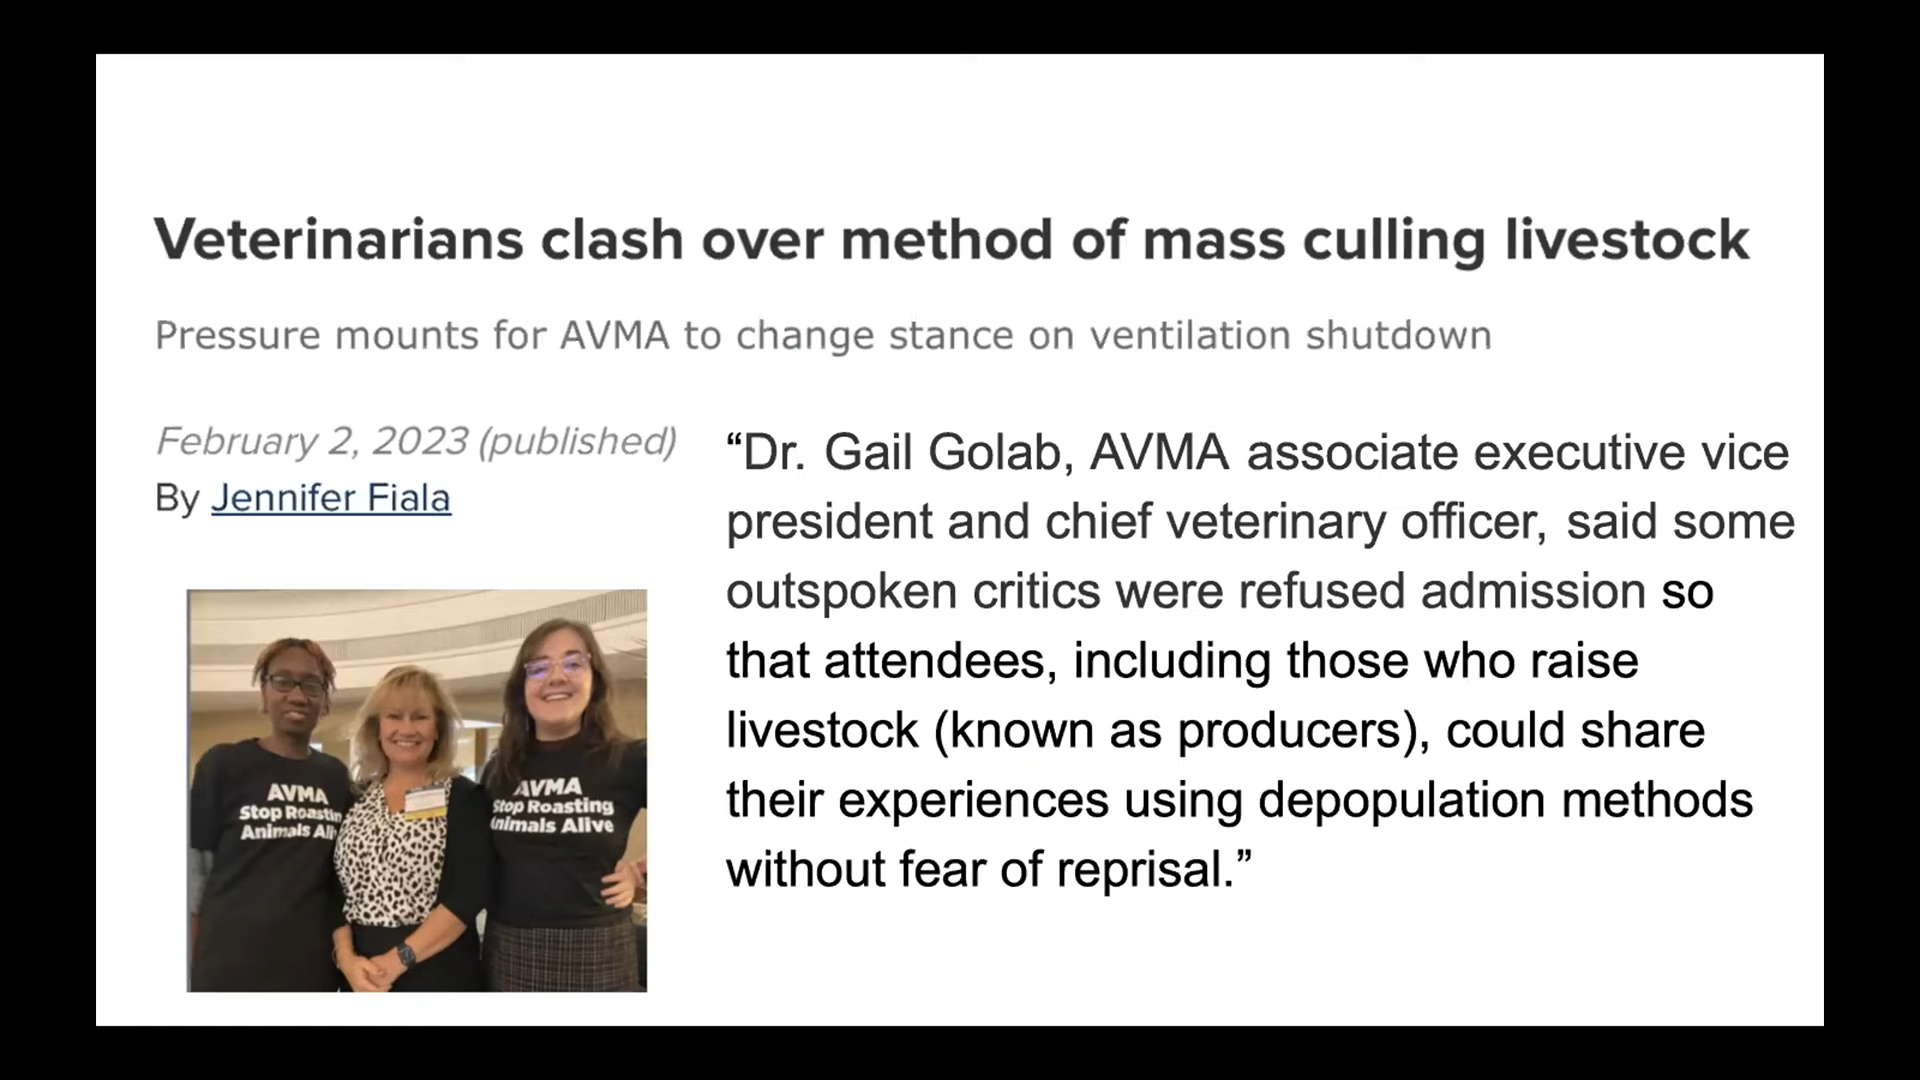 Veterinarians clash over method of mass culling livestock
Pressure mounts for AVMA to change stance on ventilation shutdown
February 2, 2023 (published)
By Jennifer Fiala
“Dr. Gail Golab, AVMA associate executive vice
president and chief veterinary officer, said some
outspoken critics were refused admission so
that attendees, including those who raise
livestock (known as producers), could share
their experiences using depopulation methods
without fear of reprisal.”
AVMA
Stop Roastin
Animals Ali
AVMA
Stop Roasting
Animals Alive